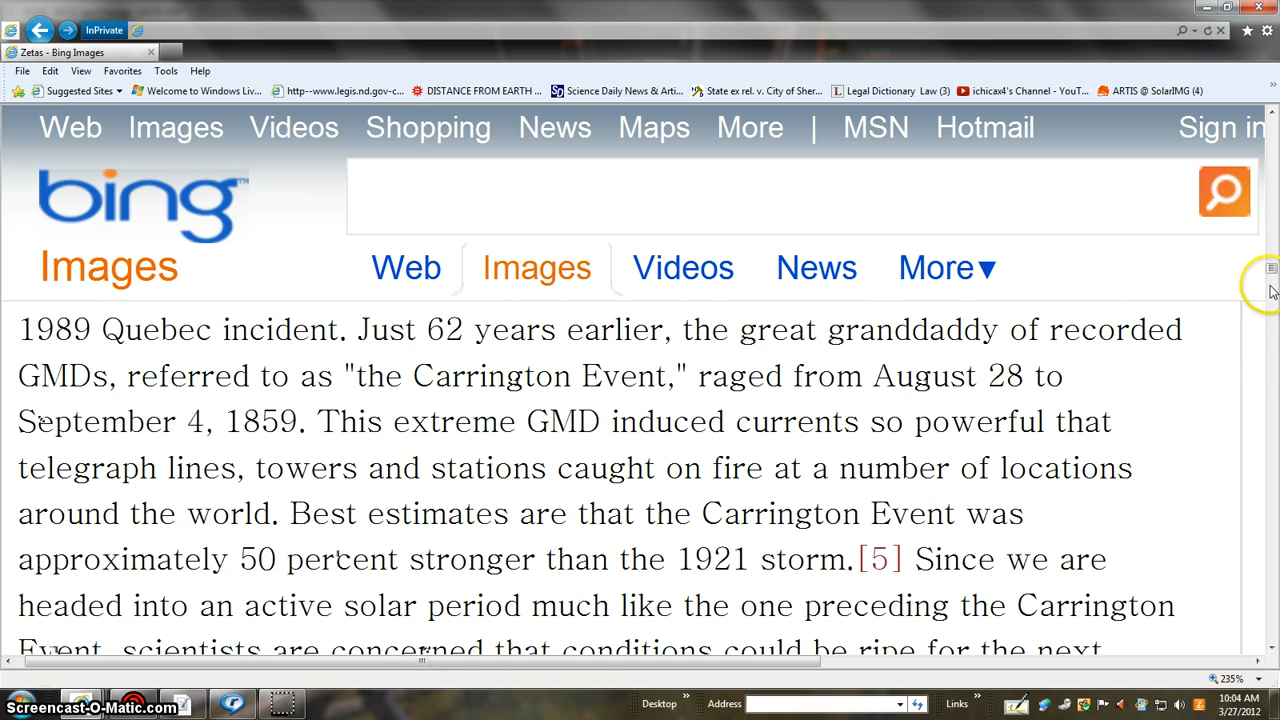 InPrivate
Zetas - Bing Images
File Edit View Favorites Tools Help
Suggested Sites Welcome to Windows Liv... http--www.legis.nd.gov-c... DISTANCE FROM EARTH ... Science Daily News & Arti... State ex rel. v. City of Sher... Legal Dictionary Law (3) ichicax4's Channel - YouT... ARTIS @ SolarIMG (4)
Web Images Videos Shopping News Maps More | MSN Hotmail Sign in
bing
Images Web Images Videos News More▼
1989 Quebec incident. Just 62 years earlier, the great granddaddy of recorded
GMDs, referred to as "the Carrington Event," raged from August 28 to
September 4, 1859. This extreme GMD induced currents so powerful that
telegraph lines, towers and stations caught on fire at a number of locations
around the world. Best estimates are that the Carrington Event was
approximately 50 percent stronger than the 1921 storm.[5] Since we are
headed into an active solar period much like the one preceding the Carrington
Event, scientists are concerned that conditions could be ripe for the next
235%
Screencast-O-Matic.com Desktop » Address Links » 10:04 AM
3/27/2012